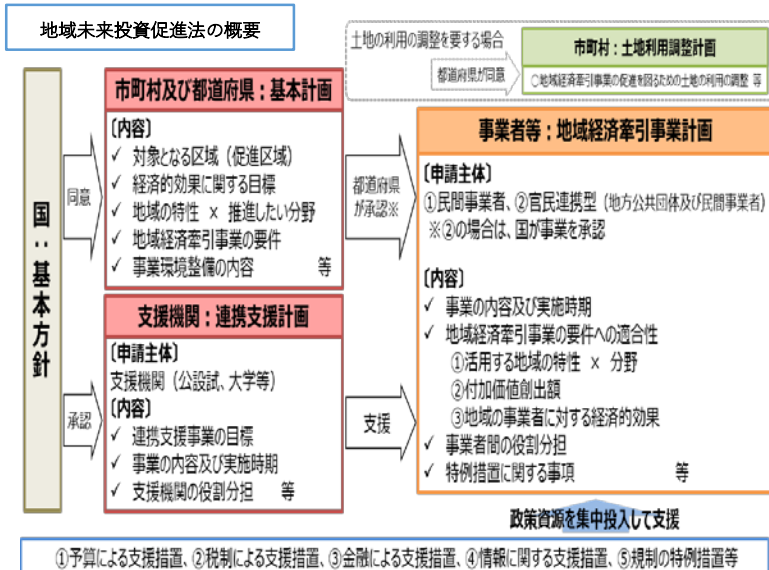 地域未来投資促進法の概要
土地の利用の調整を要する場合
都道府県が同意
市町村：土地利用調整計画
○地域経済牽引事業の促進を図るための土地の利用の調整 等
国：基本方針
同意
市町村及び都道府県：基本計画
〔内容〕
✓ 対象となる区域（促進区域）
✓ 経済的効果に関する目標
✓ 地域の特性 × 推進したい分野
✓ 地域経済牽引事業の要件
✓ 事業環境整備の内容 等
都道府県
が承認※
承認
支援機関：連携支援計画
〔申請主体〕
支援機関（公設試、大学等）
〔内容〕
✓ 連携支援事業の目標
✓ 事業の内容及び実施時期
✓ 支援機関の役割分担 等
支援
事業者等：地域経済牽引事業計画
〔申請主体〕
①民間事業者、②官民連携型（地方公共団体及び民間事業者）
※②の場合は、国が事業を承認
〔内容〕
✓ 事業の内容及び実施時期
✓ 地域経済牽引事業の要件への適合性
①活用する地域の特性 × 分野
②付加価値創出額
③地域の事業者に対する経済的効果
✓ 事業者間の役割分担
✓ 特例措置に関する事項 等
政策資源を集中投入して支援
①予算による支援措置、②税制による支援措置、③金融による支援措置、④情報に関する支援措置、⑤規制の特例措置等